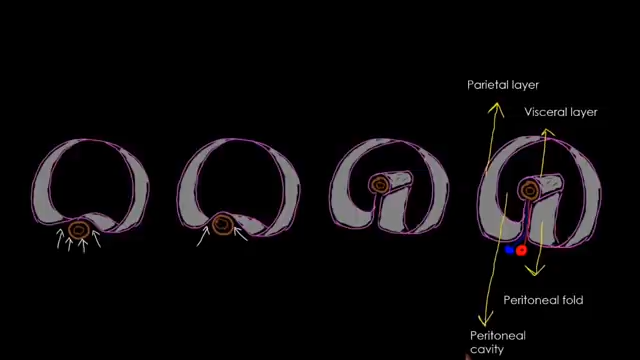 Parietal layer
Visceral layer
Peritoneal fold
Peritoneal
cavity